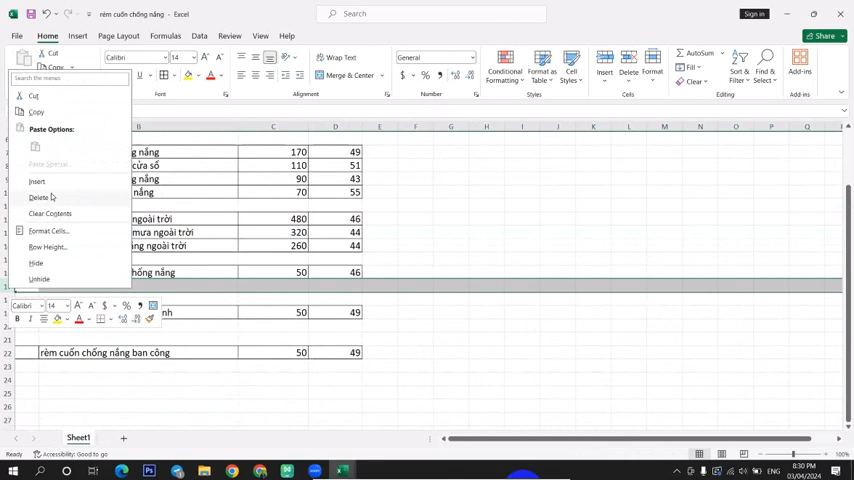 rèm cuốn chống nắng - Excel
Search
Sign in
File
Home
Insert
Page Layout
Formulas
Data
Review
View
Help
Share
Cut
Copy
Calibri
14
Wrap Text
General
Merge & Center
Conditional Formatting
Format as Table
Cell Styles
Insert
Delete
Format
AutoSum
Fill
Clear
Sort & Filter
Find & Select
Add-ins
Font
Alignment
Number
Styles
Cells
Editing
Add-ins
Search the menus
Cut
Copy
Paste Options:
Paste Special...
Insert
Delete
Clear Contents
Format Cells...
Row Height...
Hide
Unhide
Calibri 14
B C D E F G H I J K L M N O P Q
ng nắng 170 49
cửa sổ 110 51
ng nắng 90 43
nắng 70 55
ngoài trời 480 46
mưa ngoài trời 320 44
ắng ngoài trời 260 44
hống nắng 50 46
nh 50 49
21
22 rèm cuốn chống nắng ban công 50 49
23
24
25
26
27
Sheet1
Ready
Accessibility: Good to go
100%
ENG
8:30 PM
03/04/2024